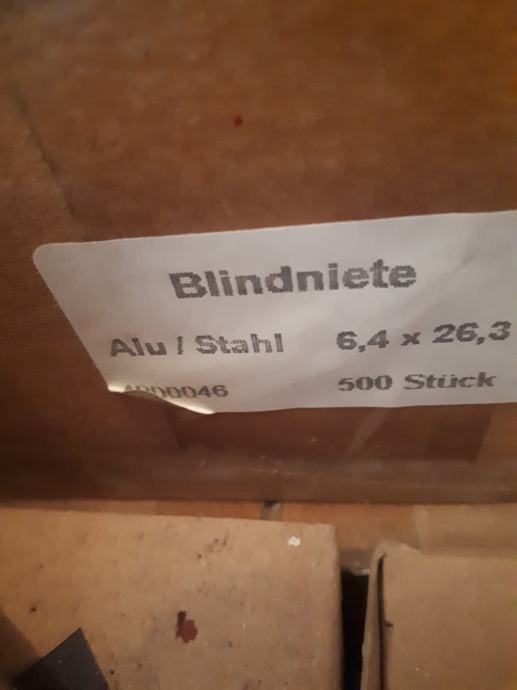 Blindniete
Alu / Stahl 6,4 x 26,3
500 Stück